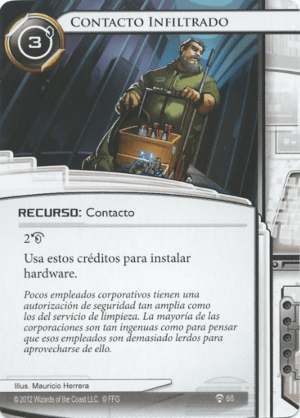 CONTACTO INFILTRADO
3
RECURSO: Contacto
2
Usa estos créditos para instalar
hardware.
Pocos empleados corporativos tienen una
autorización de seguridad tan amplia como
los del servicio de limpieza. La mayoría de las
corporaciones son tan ingenuas como para pensar
que esos empleados son demasiado lerdos para
aprovecharse de ello.
Illus. Mauricio Herrera
© 2012 Wizards of the Coast LLC. © FFG
68